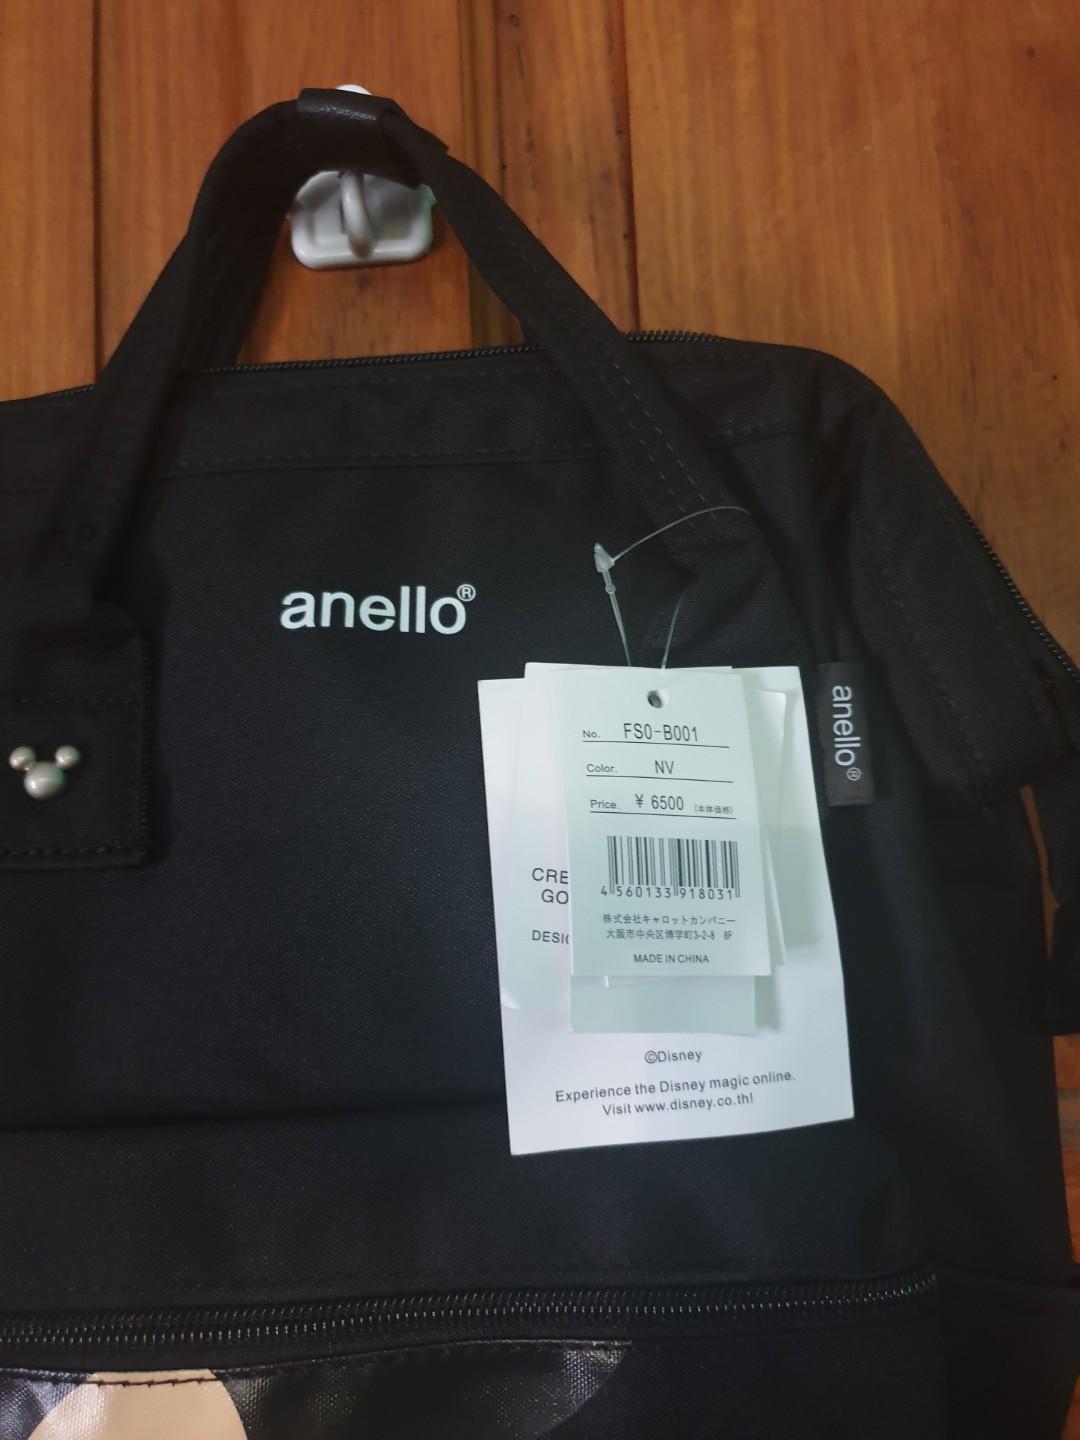 anello®
anello®
No. FS0-B001
Color. NV
Price. ¥ 6500 (本体価格)
4 560133 918031
株式会社キャロットカンパニー
大阪市中央区博学町3-2-8 8F
MADE IN CHINA
CRE
GO
DESIG
©Disney
Experience the Disney magic online.
Visit www.disney.co.th!